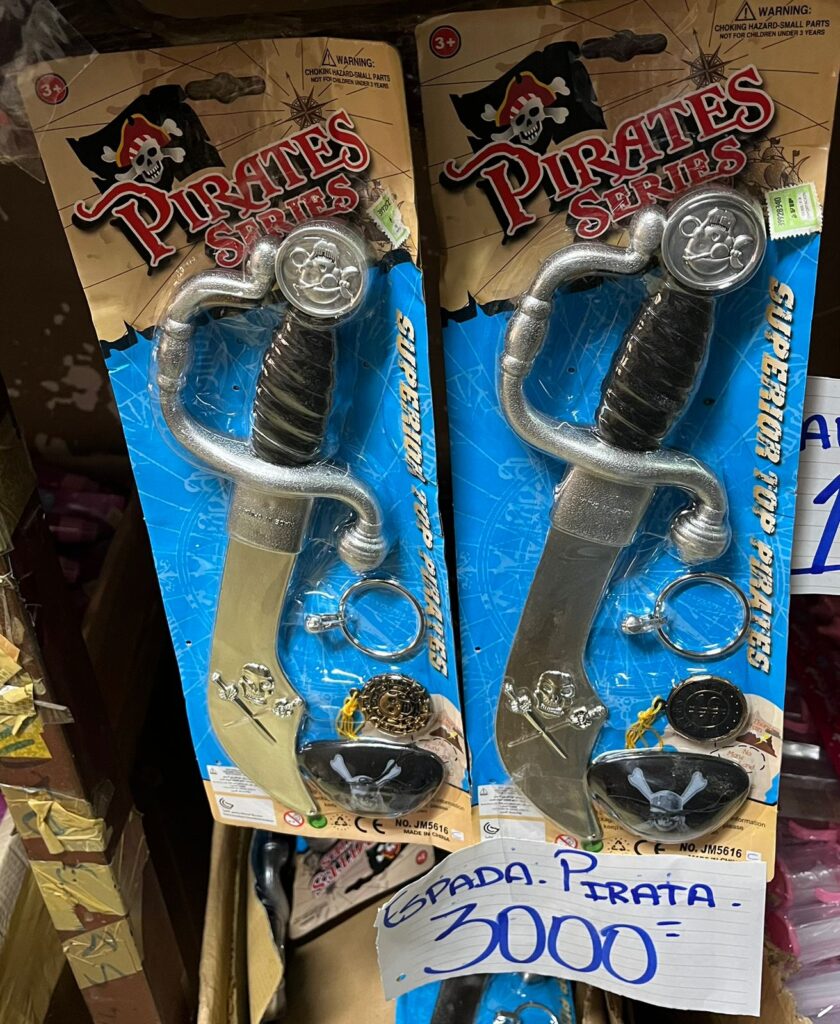 3+
WARNING:
CHOKING HAZARD-SMALL PARTS
NOT FOR CHILDREN UNDER 3 YEARS
PIRATES
SERIES
SUPERIOR TOP PIRATES
CE
NO. JM5616
MADE IN CHINA
3+
WARNING:
CHOKING HAZARD-SMALL PARTS
NOT FOR CHILDREN UNDER 3 YEARS
PIRATES
SERIES
SUPERIOR TOP PIRATES
CE
NO. JM5616
ESPADA. PIRATA.
3000=